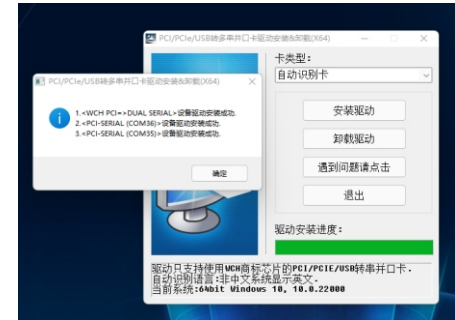 PCI/PCIe/USB转多串并口卡驱动安装&卸载(X64)
卡类型:
自动识别卡
PCI/PCIe/USB转多串并口卡驱动安装&卸载(X64)
1.<WCH PCI=>DUAL SERIAL>设备驱动安装成功.
2.<PCI-SERIAL (COM36)>设备驱动安装成功.
3.<PCI-SERIAL (COM35)>设备驱动安装成功.
确定
安装驱动
卸载驱动
遇到问题请点击
退出
驱动安装进度:
驱动只支持使用WCH商标芯片的PCI/PCIE/USB转串并口卡.
自动识别语言:非中文系统显示英文.
当前系统:64bit Windows 10, 10.0.22000